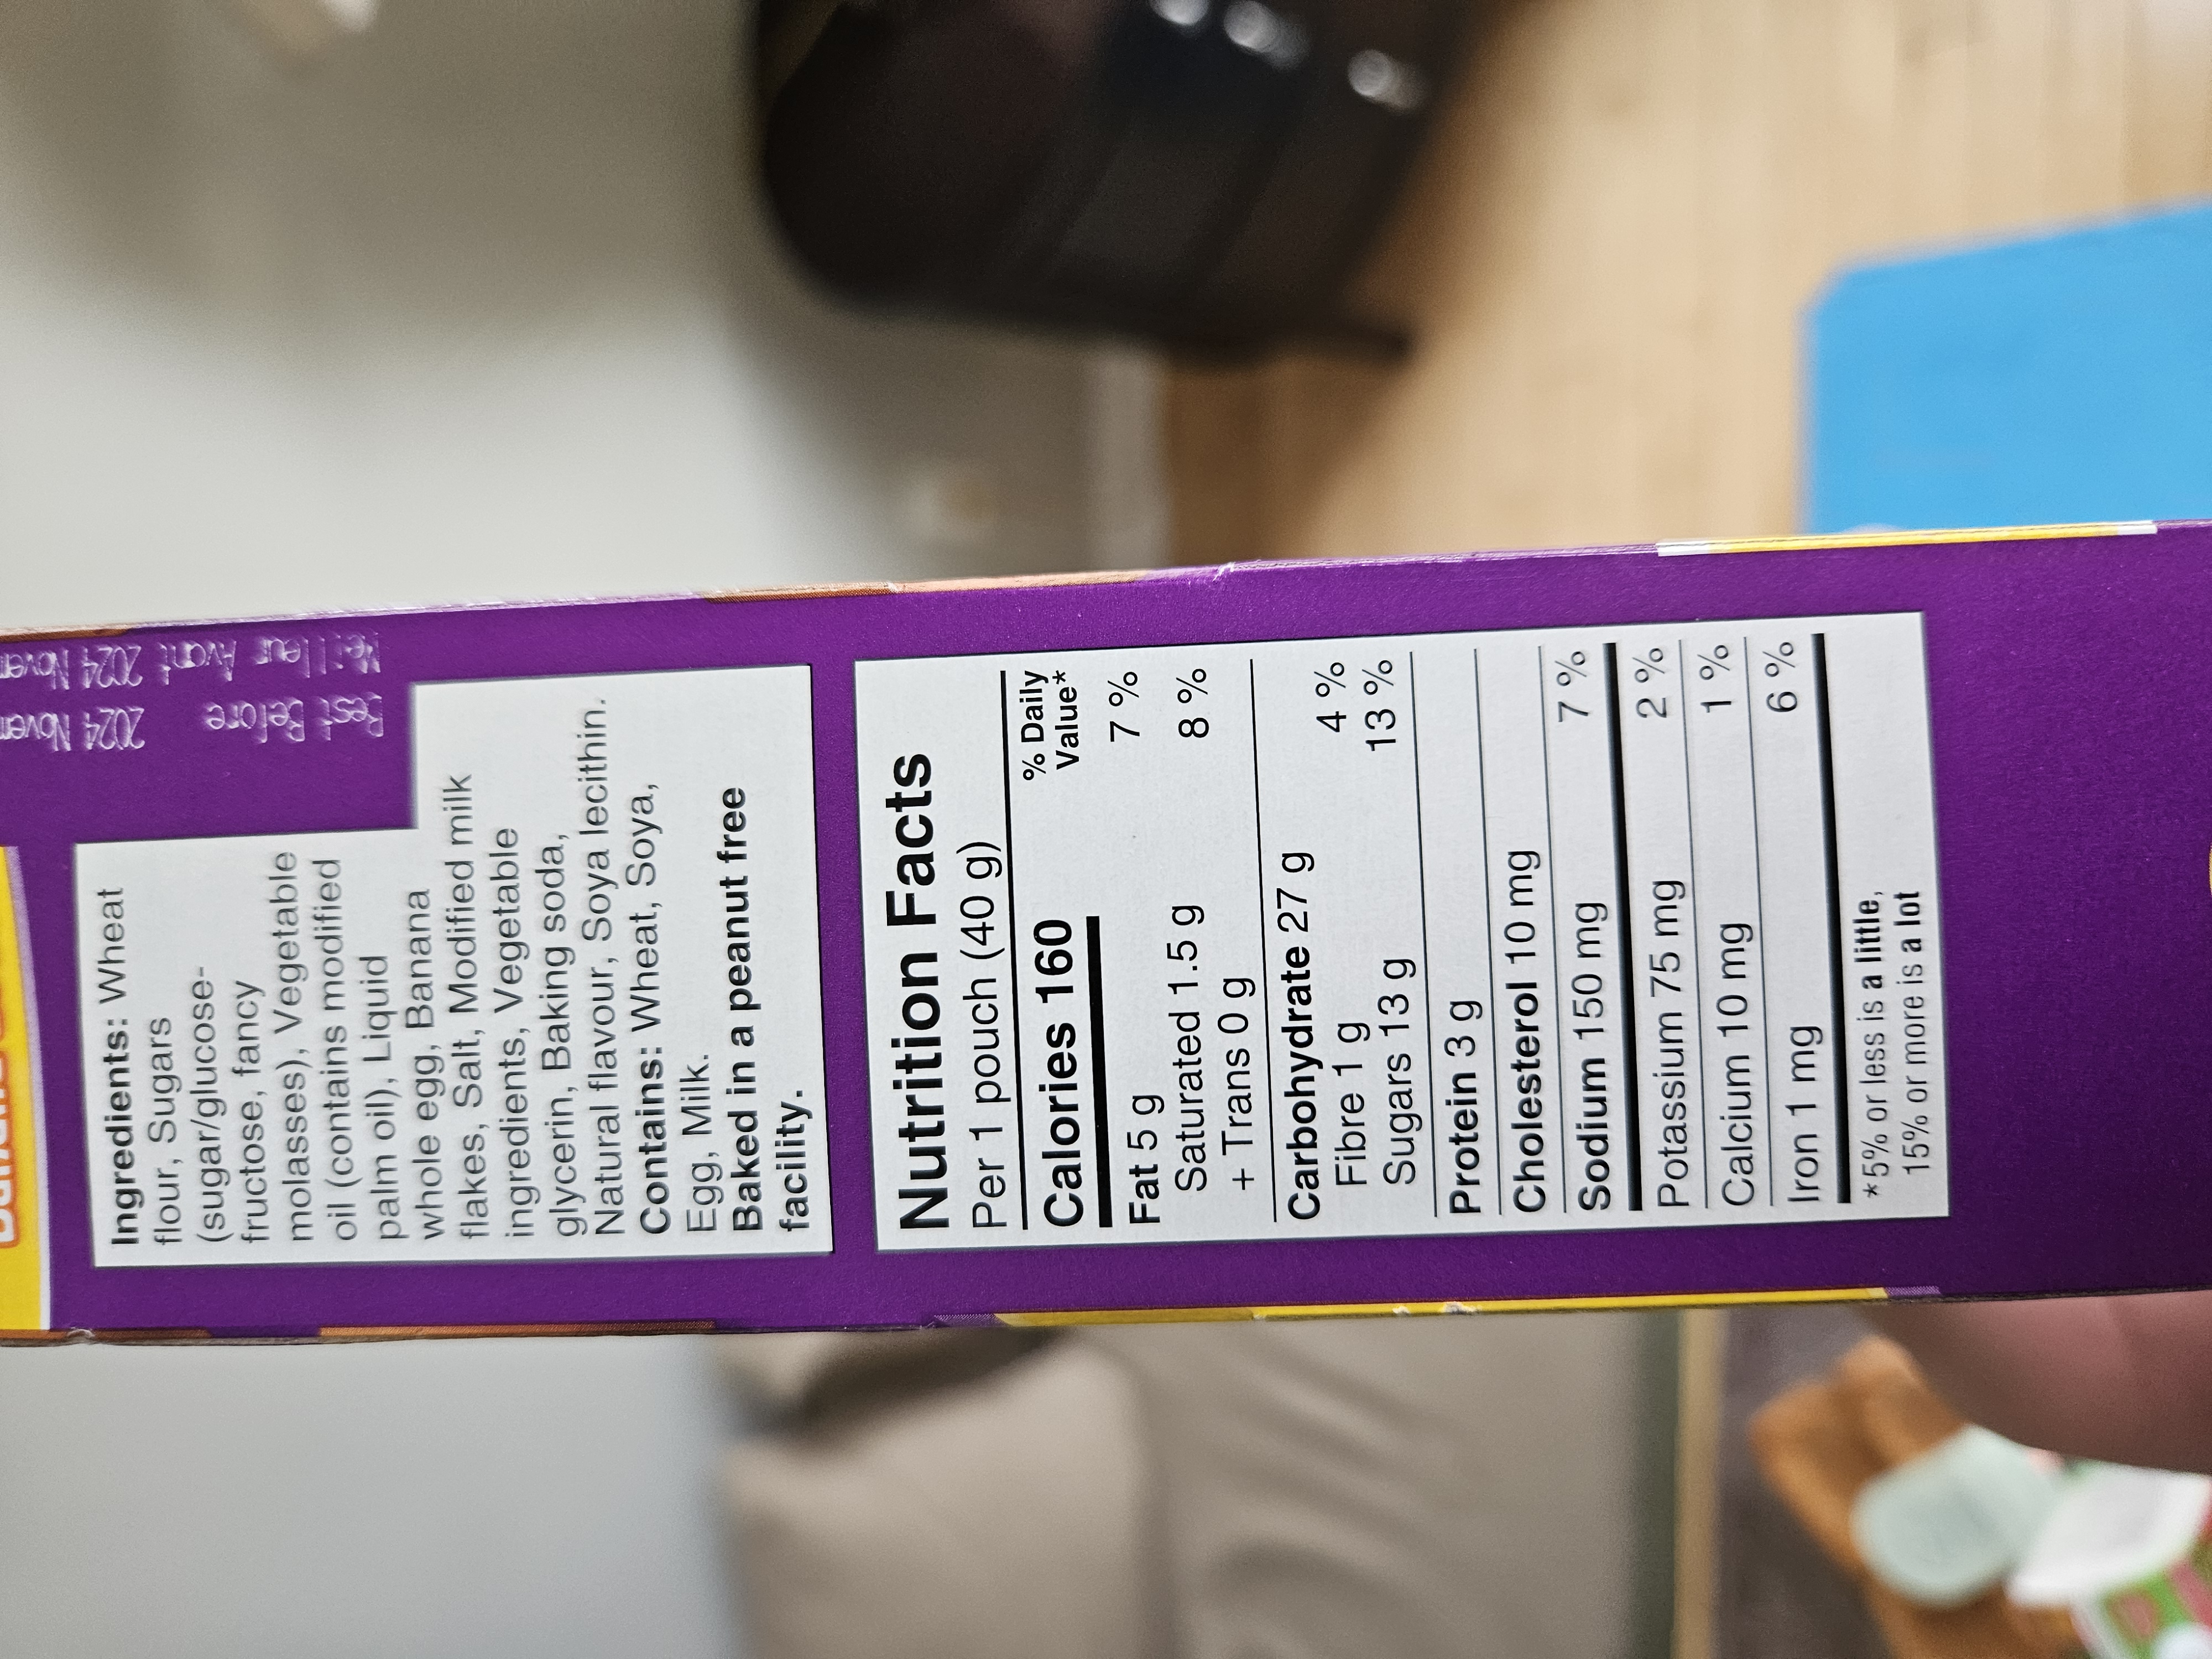 Ingredients: Wheat
flour, Sugars
(sugar/glucose-
fructose, fancy
molasses), Vegetable
oil (contains modified
palm oil), Liquid
whole egg, Banana
flakes, Salt, Modified milk
ingredients, Vegetable
glycerin, Baking soda,
Natural flavour, Soya lecithin.
Contains: Wheat, Soya,
Egg, Milk.
Baked in a peanut free
facility.
Best Before 2024
Meilleur Avant 2024
Nutrition Facts
Per 1 pouch (40 g)
Calories 160
% Daily
Value*
Fat 5 g 7 %
Saturated 1.5 g 8 %
+ Trans 0 g
Carbohydrate 27 g
Fibre 1 g 4 %
Sugars 13 g 13 %
Protein 3 g
Cholesterol 10 mg
Sodium 150 mg 7 %
Potassium 75 mg 2 %
Calcium 10 mg 1 %
Iron 1 mg 6 %
*5% or less is a little,
15% or more is a lot